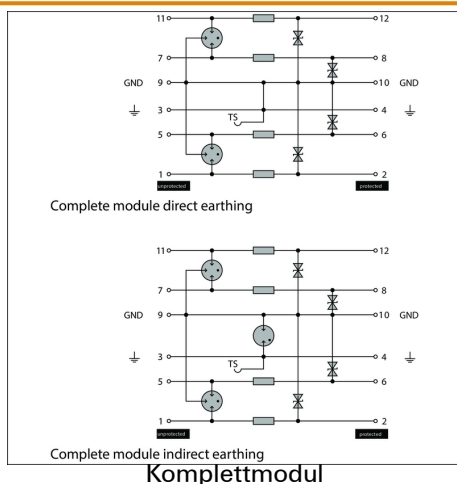 11 12
7 8
GND 9 10 GND
3 4
TS
5 6
1 2
unprotected protected
Complete module direct earthing
11 12
7 8
GND 9 10 GND
3 4
TS
5 6
1 2
unprotected protected
Complete module indirect earthing
Komplettmodul